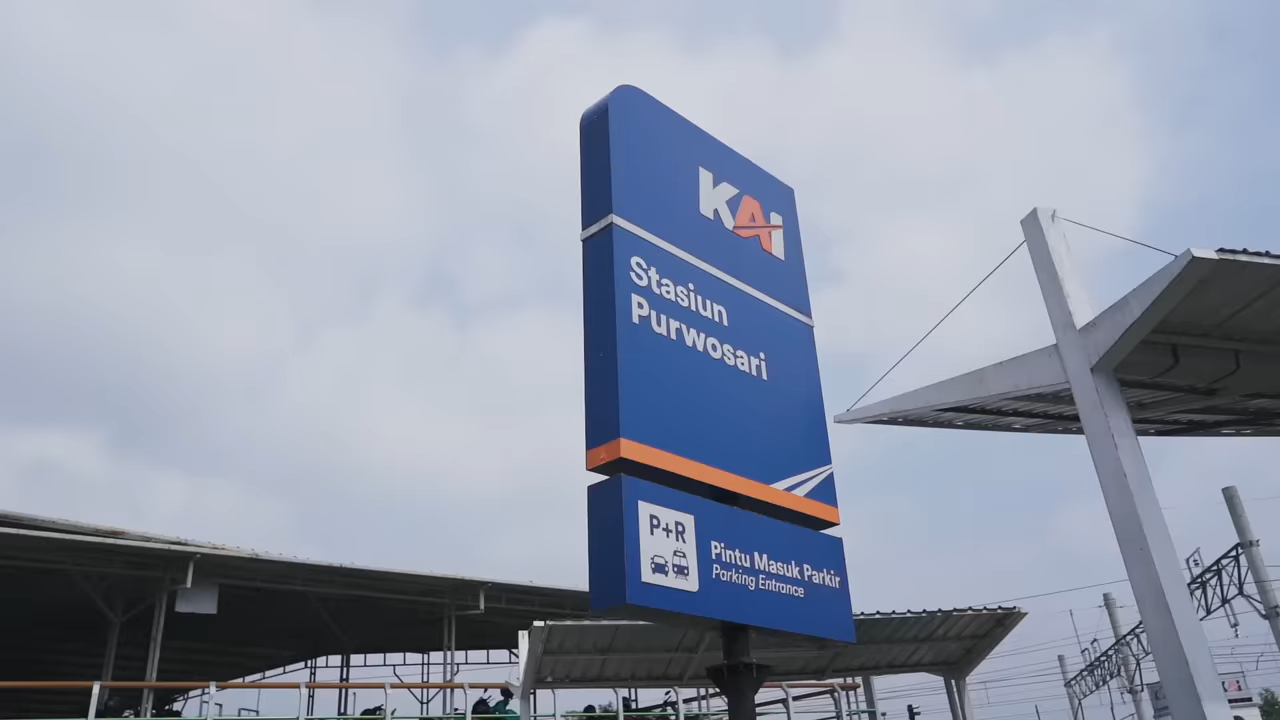 KAI
Stasiun
Purwosari
P+R
Pintu Masuk Parkir
Parking Entrance